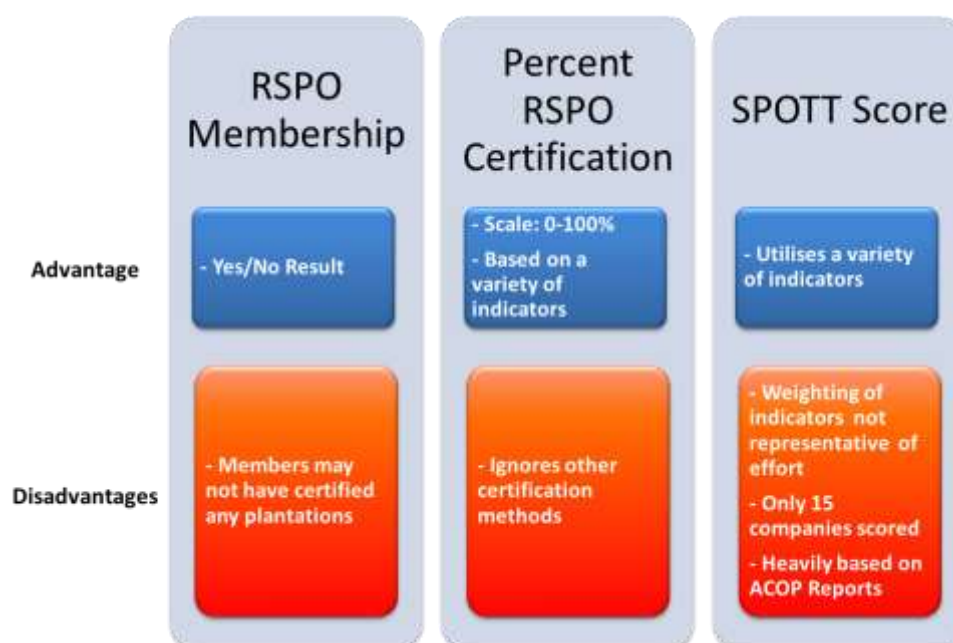 RSPO
Membership
Percent
RSPO
Certification
SPOTT Score
Advantage
- Yes/No Result
- Scale: 0-100%
- Based on a
variety of
indicators
- Utilises a variety
of indicators
Disadvantages
- Members may
not have certified
any plantations
- Ignores other
certification
methods
- Weighting of
indicators not
representative of
effort
- Only 15
companies scored
- Heavily based on
ACOP Reports